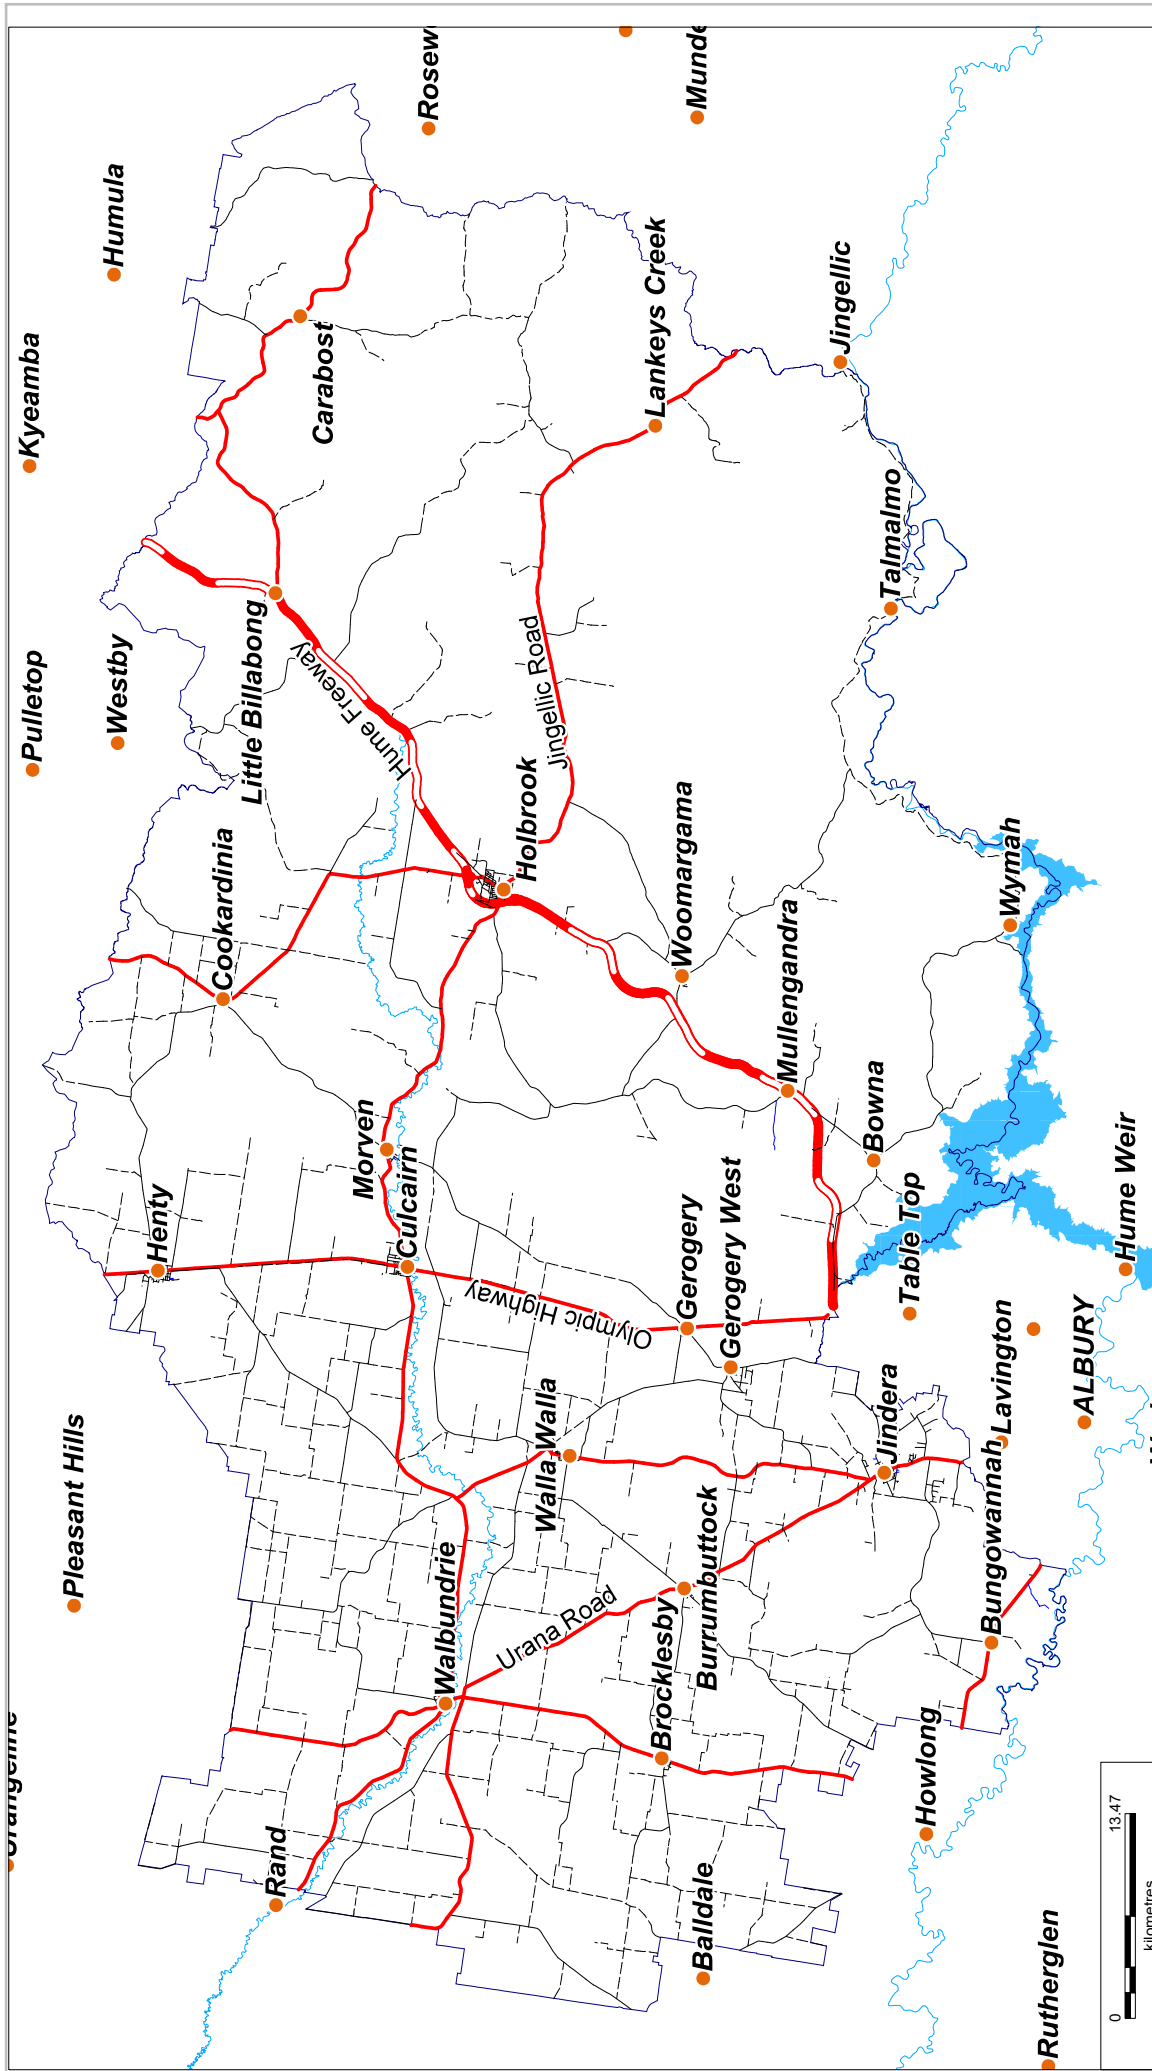 Humula
Kyeamba
Pulletop
Westby
Pleasant Hills
Rand
Carabost
Little Billabong
Hume Freeway
Cookardinia
Henty
Morven
Culcairn
Walbundrie
Holbrook
Jingellic Road
Lankeys Creek
Jingellic
Talmalmo
Woomargama
Mullengandra
Wymah
Bowna
Table Top
Hume Weir
Gerogery
Gerogery West
Olympic Highway
Walla Walla
Urana Road
Burrumbuttock
Brocklesby
Jindera
Lavington
ALBURY
Bungowannah
Howlong
Balldale
Rutherglen
0
13.47
kilometres